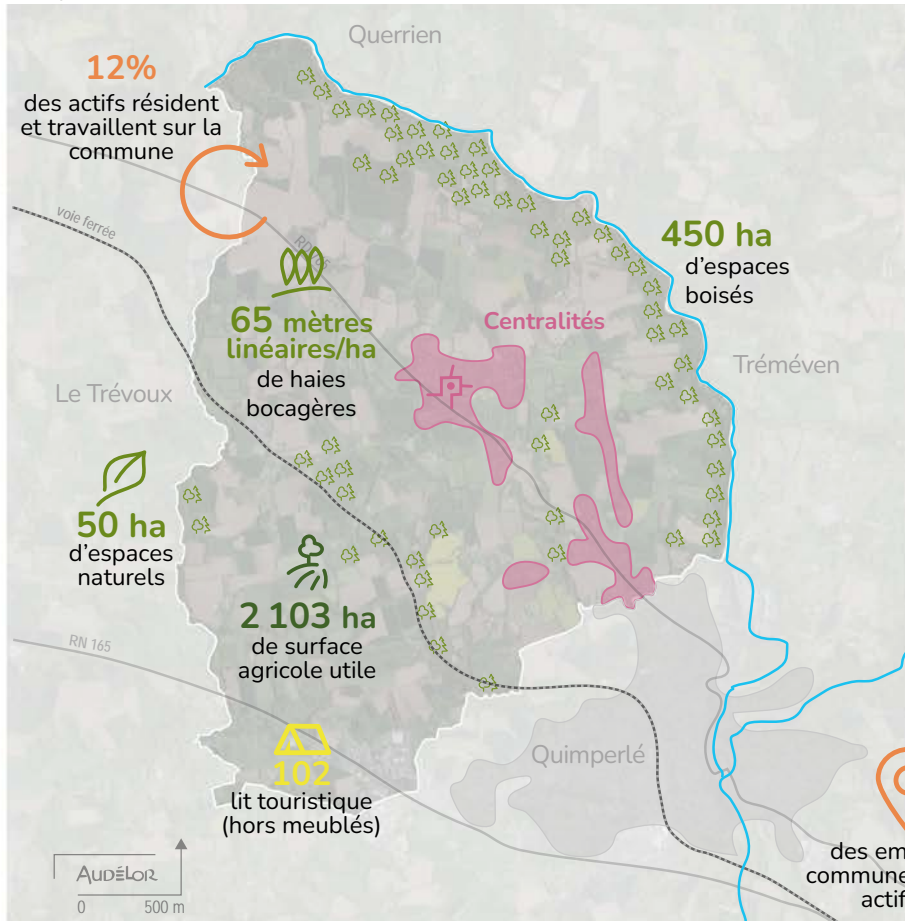 Querrien
12%
des actifs résident
et travaillent sur la
commune
voie ferrée
450 ha
d'espaces
boisés
65 mètres
linéaires/ha
de haies
bocagères
Centralités
Tréméven
Le Trévoux
50 ha
d'espaces
naturels
2 103 ha
de surface
agricole utile
RN 165
Quimperlé
102
lit touristique
(hors meublés)
AUDÉLOR
0 500 m
des em
commune
actif